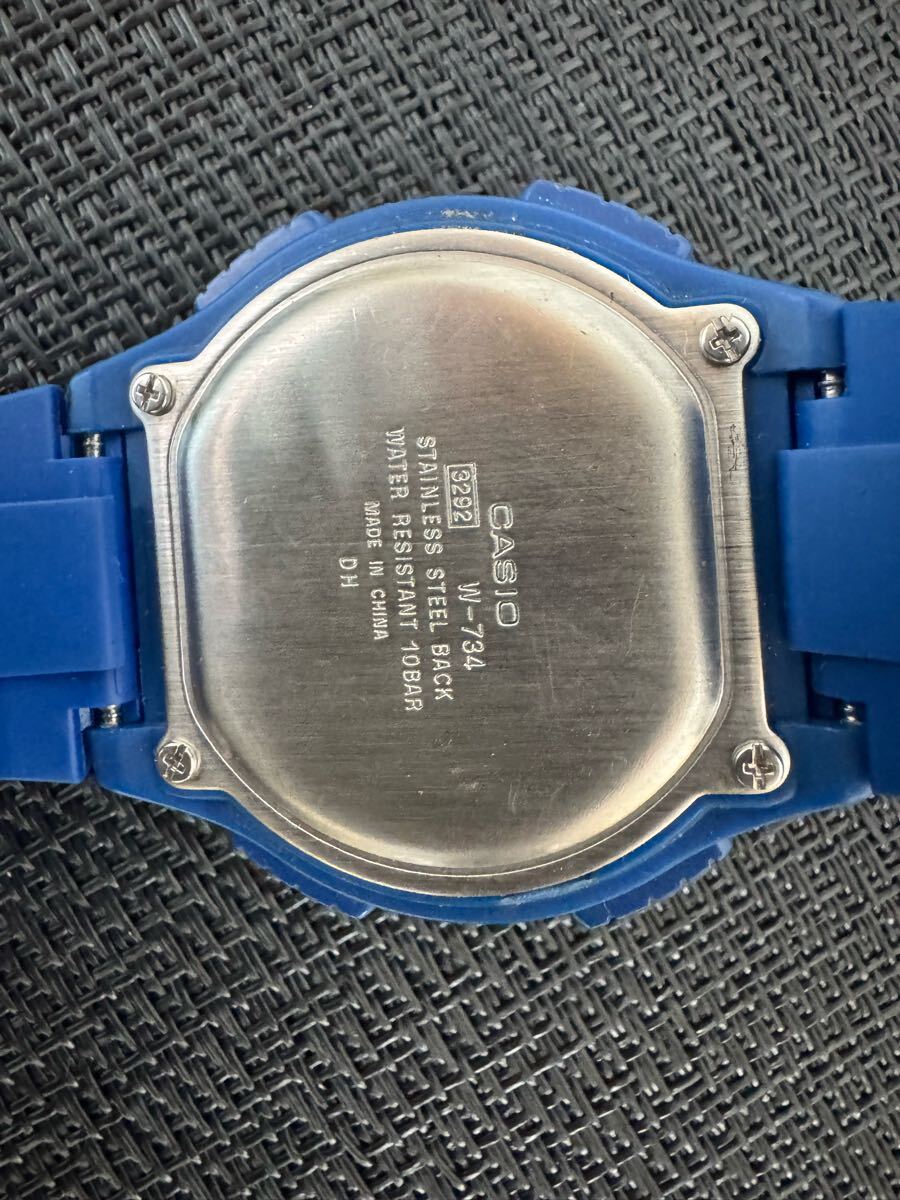 CASIO
3292 W-734
STAINLESS STEEL BACK
WATER RESISTANT 10BAR
MADE IN CHINA
DH